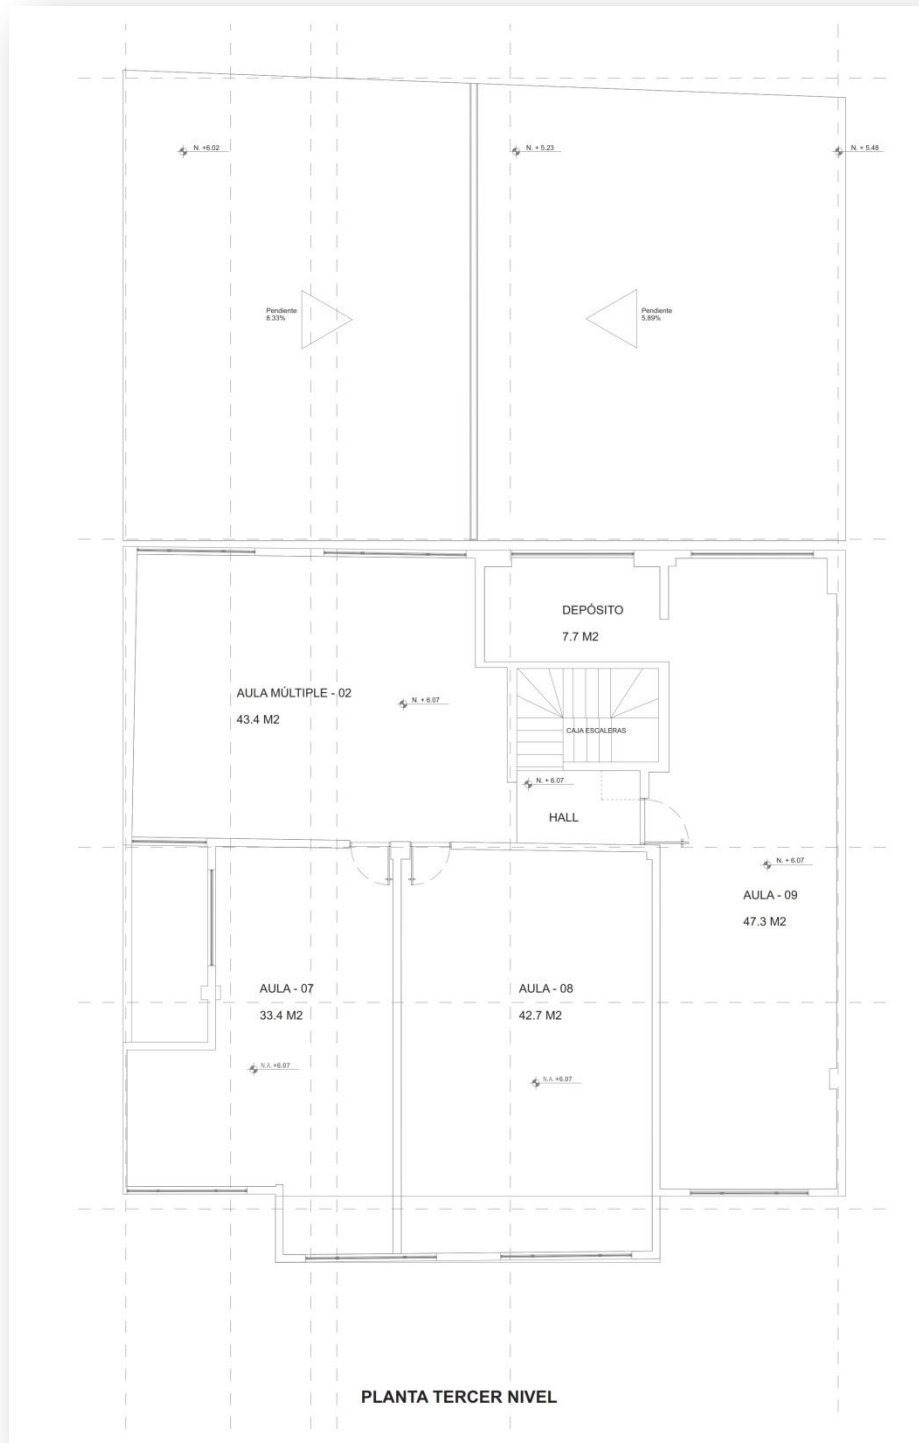 N. +6.02
N. + 5.23
N. + 5.48
Pendiente
8.33%
Pendiente
5.89%
DEPÓSITO
7.7 M2
AULA MÚLTIPLE - 02
43.4 M2
N. + 6.07
CAJA ESCALERAS
N. + 6.07
HALL
N. + 6.07
AULA - 09
47.3 M2
AULA - 07
33.4 M2
AULA - 08
42.7 M2
N.A. +6.07
N.A. +6.07
PLANTA TERCER NIVEL